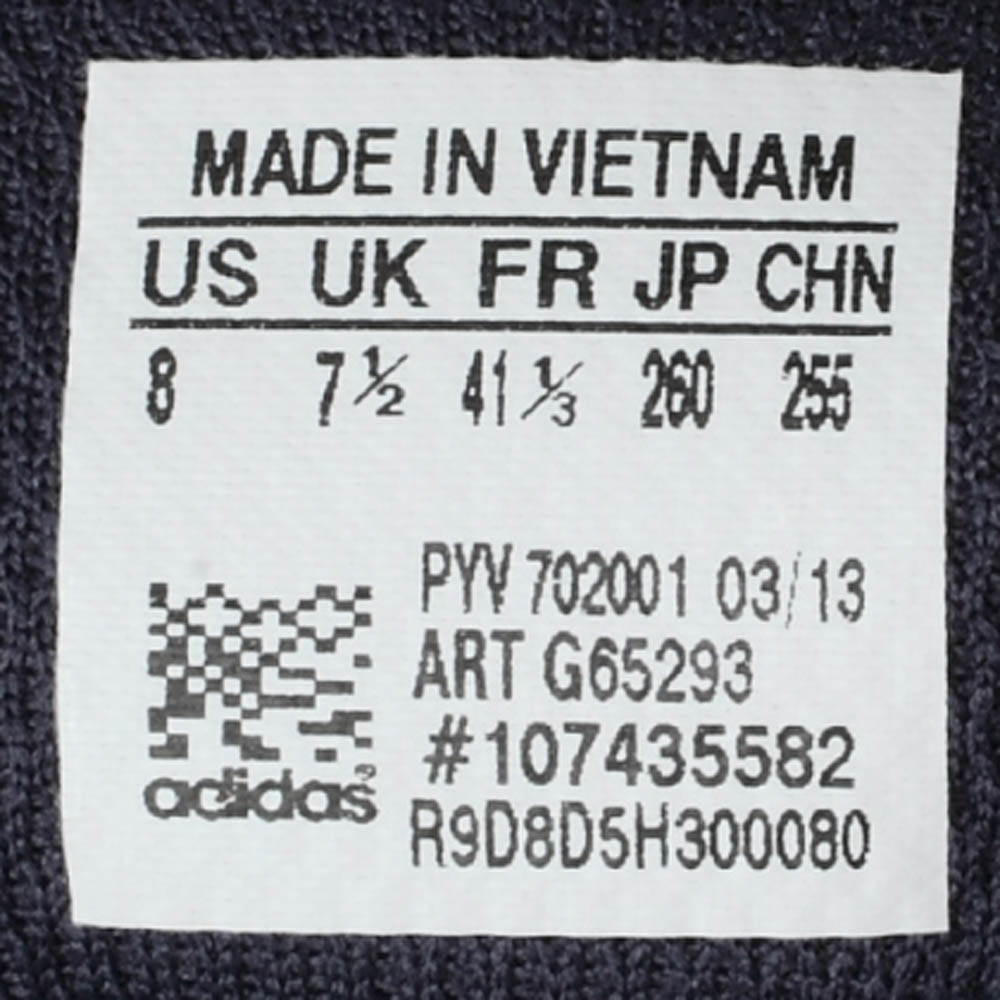 MADE IN VIETNAM
US UK FR JP CHN
8 7½ 41⅓ 260 255
PYV 702001 03/13
ART G65293
#107435582
R9D8D5H300080
adidas®